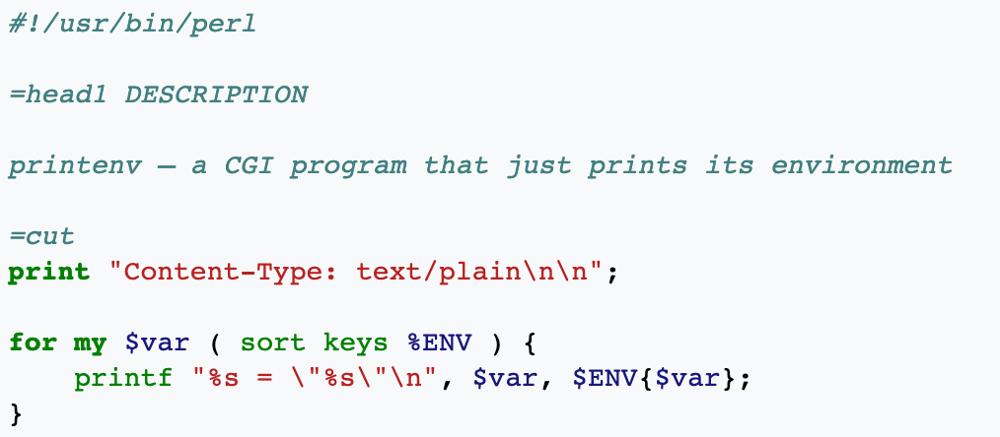 #!/usr/bin/perl
=head1 DESCRIPTION
printenv — a CGI program that just prints its environment
=cut
print "Content-Type: text/plain\n\n";
for my $var ( sort keys %ENV ) {
    printf "%s = \"%s\"\n", $var, $ENV{$var};
}